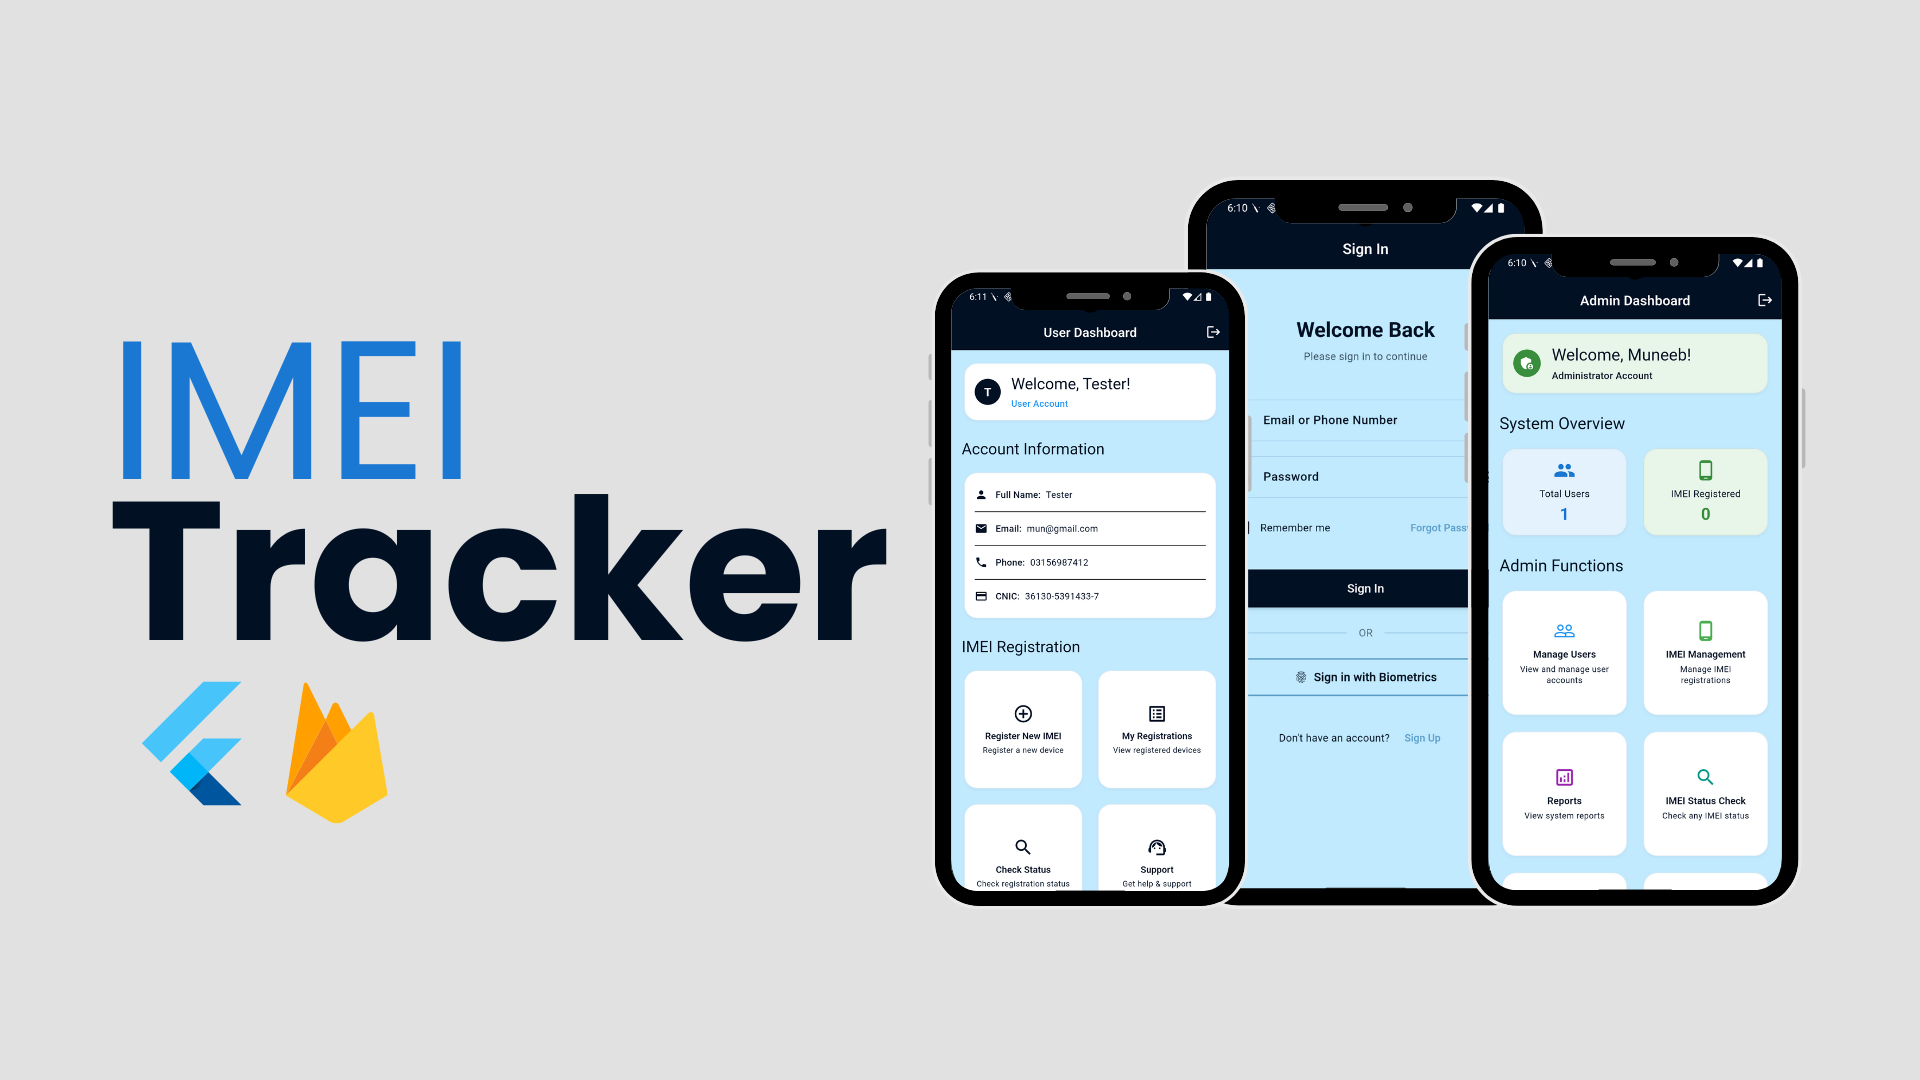 IMEI
Tracker
6:11
User Dashboard
T
Welcome, Tester!
User Account
Account Information
Full Name: Tester
Email: mun@gmail.com
Phone: 03156987412
CNIC: 36130-5391433-7
IMEI Registration
Register New IMEI
Register a new device
My Registrations
View registered devices
Check Status
Check registration status
Support
Get help & support
6:10
Sign In
Welcome Back
Please sign in to continue
Email or Phone Number
Password
Remember me
Forgot Pass
Sign In
OR
Sign in with Biometrics
Don't have an account? Sign Up
6:10
Admin Dashboard
Welcome, Muneeb!
Administrator Account
System Overview
Total Users
1
IMEI Registered
0
Admin Functions
Manage Users
View and manage user
accounts
IMEI Management
Manage IMEI
registrations
Reports
View system reports
IMEI Status Check
Check any IMEI status